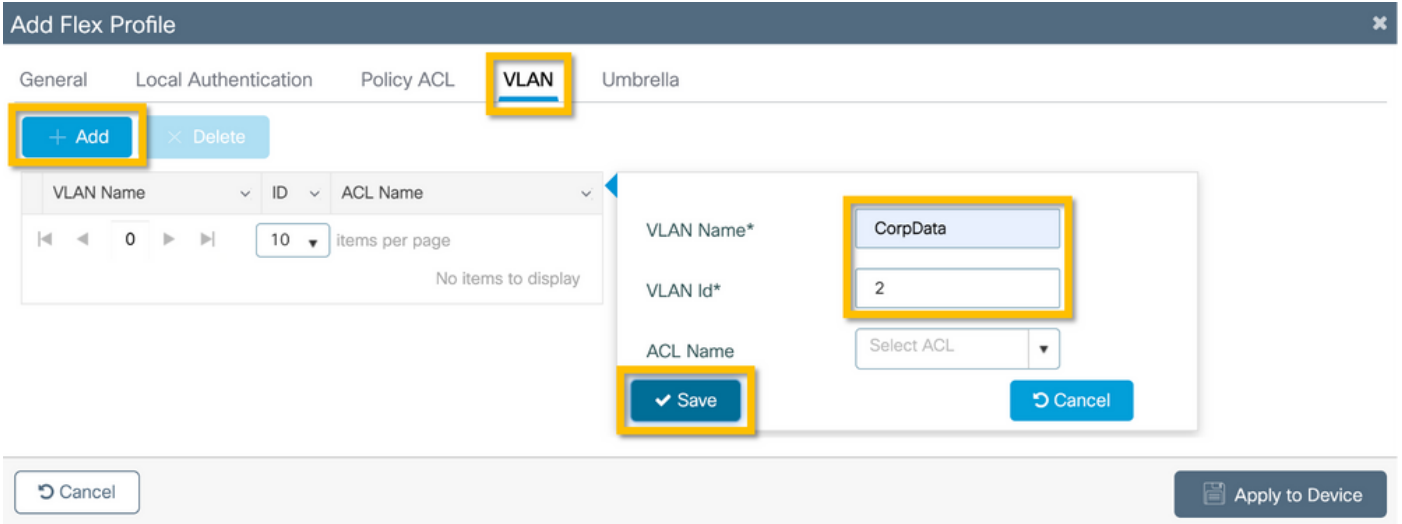 Add Flex Profile
General Local Authentication Policy ACL VLAN Umbrella
+ Add × Delete
VLAN Name ID ACL Name
0 10 items per page
No items to display
VLAN Name* CorpData
VLAN Id* 2
ACL Name Select ACL
Save Cancel
Cancel Apply to Device